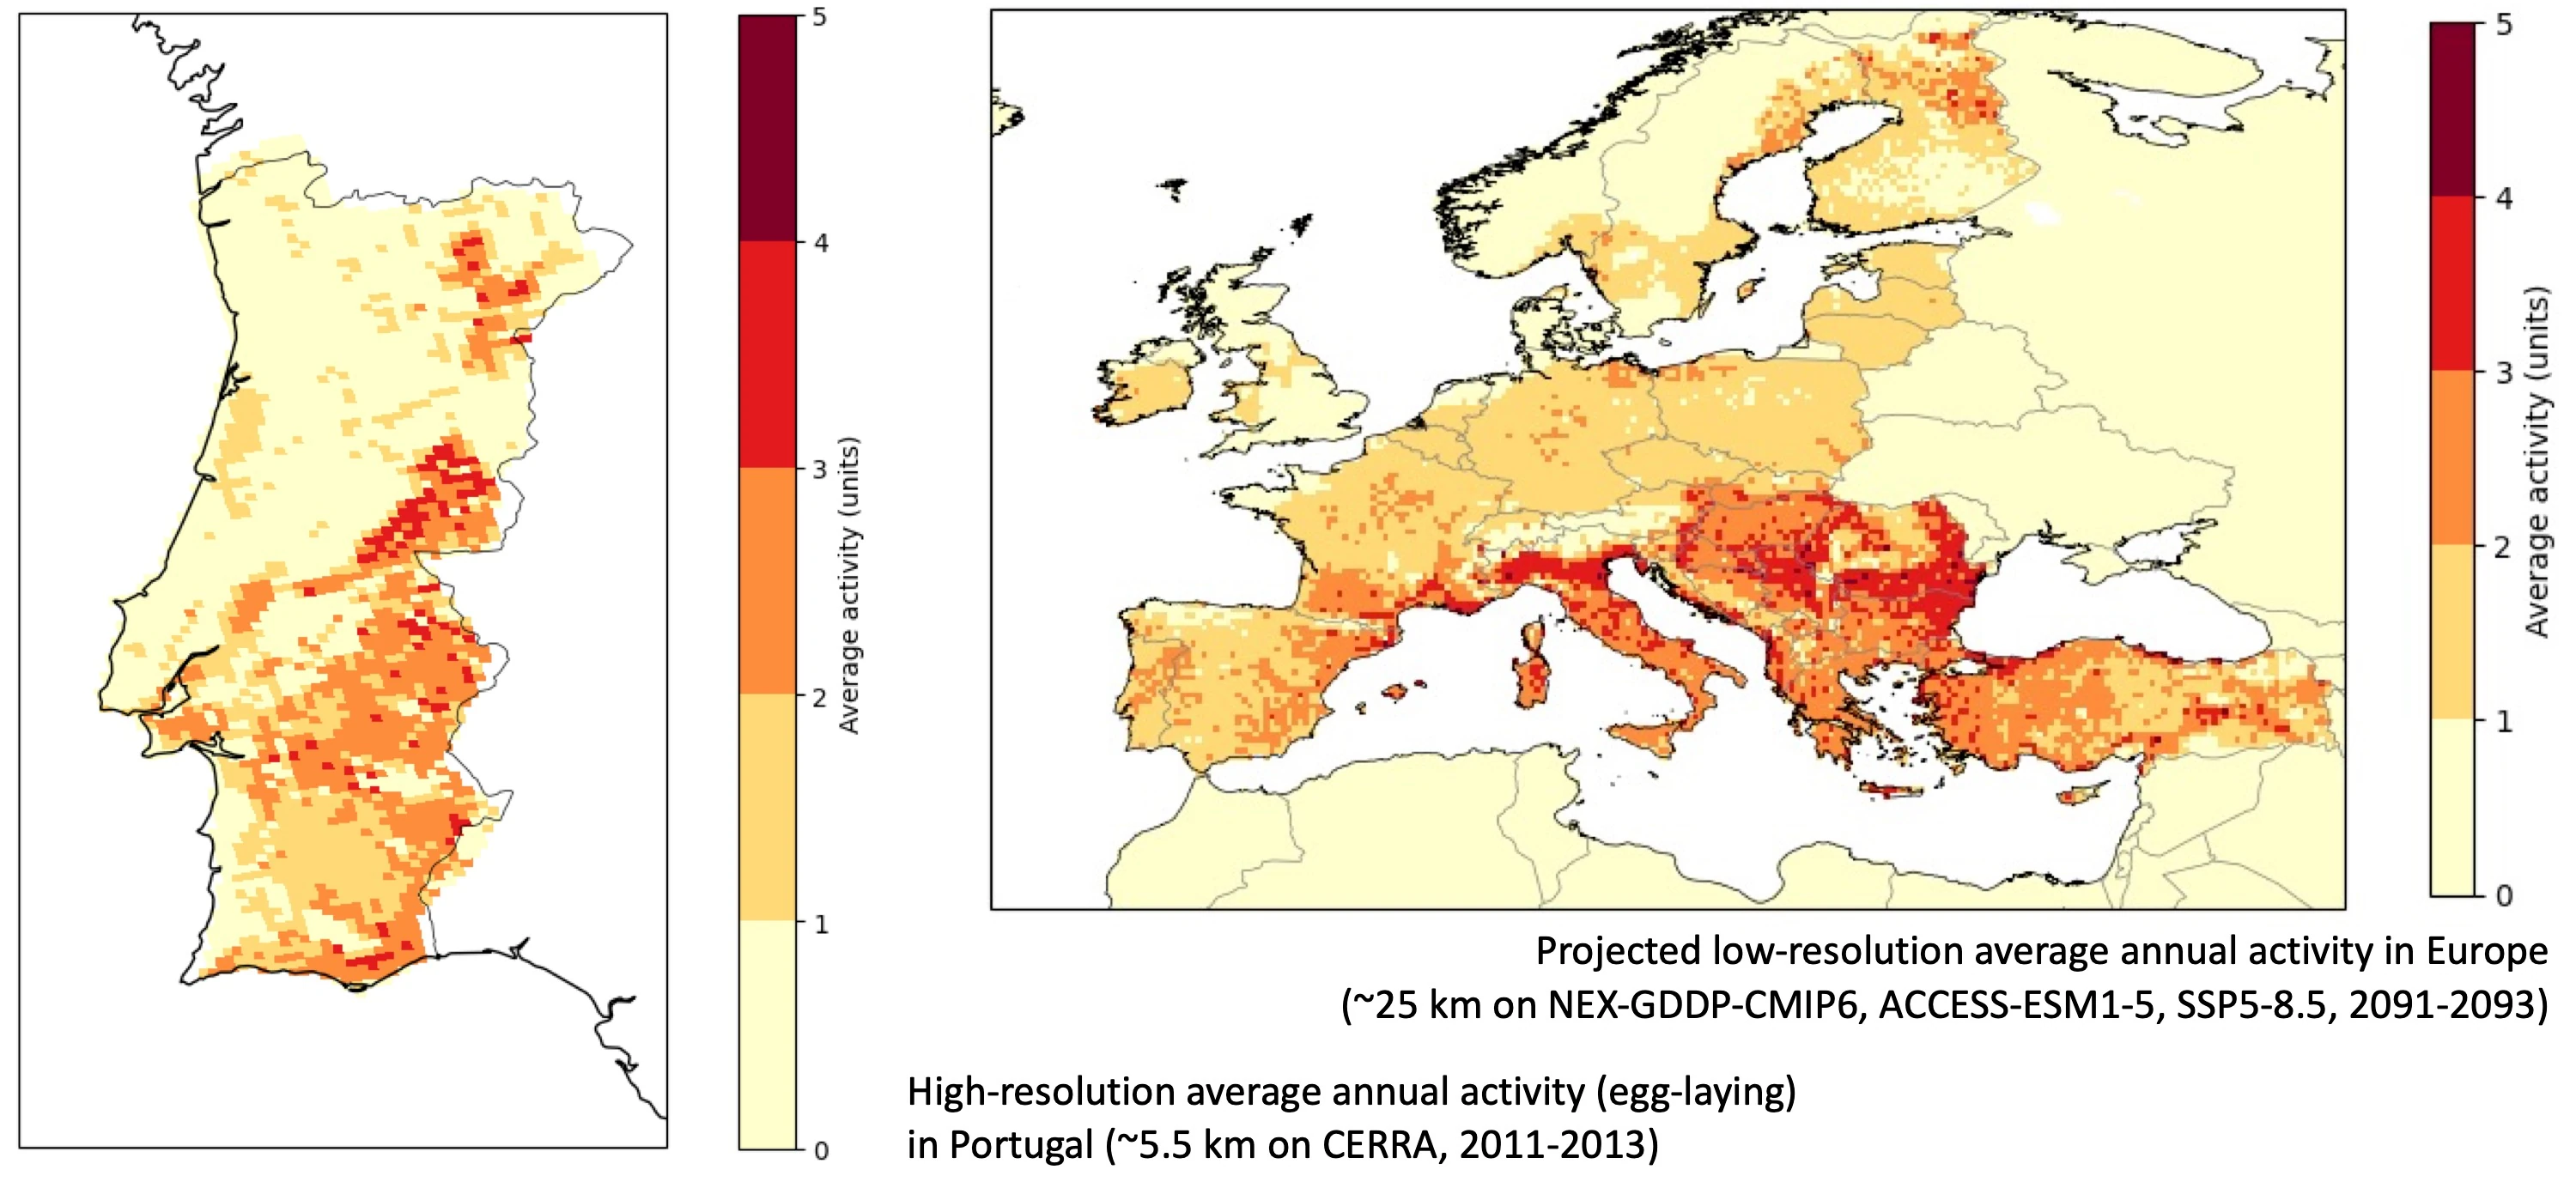 5
4
3
2
1
0
Average activity (units)
5
4
3
2
1
0
Average activity (units)
Projected low-resolution average annual activity in Europe
(~25 km on NEX-GDDP-CMIP6, ACCESS-ESM1-5, SSP5-8.5, 2091-2093)
High-resolution average annual activity (egg-laying)
in Portugal (~5.5 km on CERRA, 2011-2013)